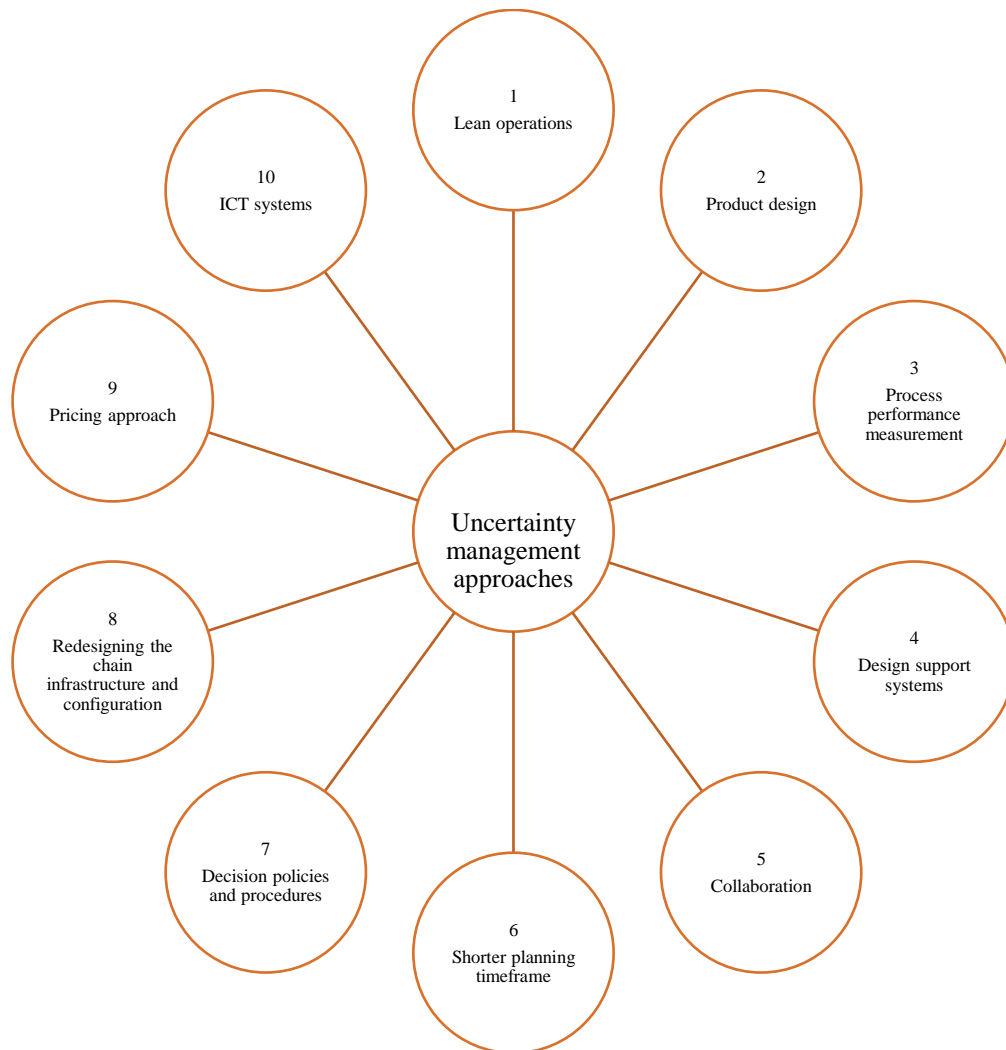 1
Lean operations
2
Product design
3
Process
performance
measurement
4
Design support
systems
5
Collaboration
6
Shorter planning
timeframe
7
Decision policies
and procedures
8
Redesigning the
chain
infrastructure and
configuration
9
Pricing approach
10
ICT systems
Uncertainty
management
approaches